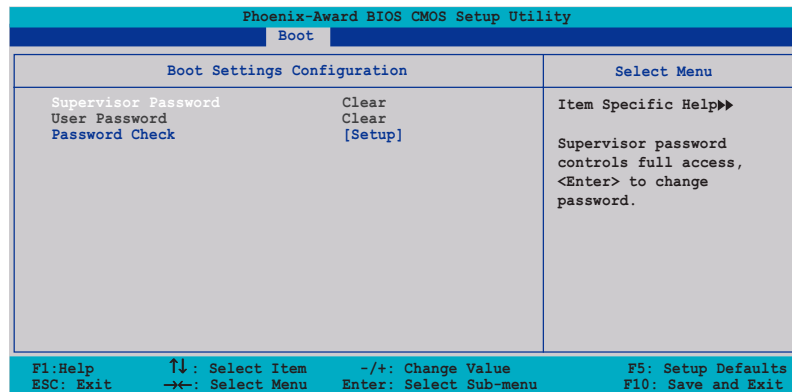 Phoenix-Award BIOS CMOS Setup Utility
Boot
Boot Settings Configuration
Select Menu
Supervisor Password Clear
User Password Clear
Password Check [Setup]
Item Specific Help▶▶
Supervisor password
controls full access,
<Enter> to change
password.
F1:Help ↑↓: Select Item -/+: Change Value F5: Setup Defaults
ESC: Exit →←: Select Menu Enter: Select Sub-menu F10: Save and Exit